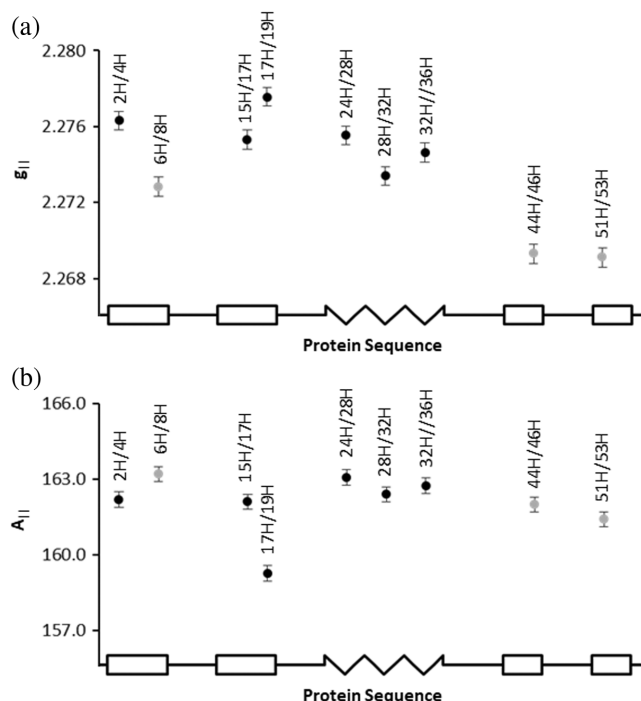 (a)
2.280
2.276
2.272
2.268
g||
2H/4H
6H/8H
15H/17H
17H/19H
24H/28H
28H/32H
32H//36H
44H/46H
51H/53H
Protein Sequence
(b)
166.0
163.0
160.0
157.0
A||
2H/4H
6H/8H
15H/17H
17H/19H
24H/28H
28H/32H
32H//36H
44H/46H
51H/53H
Protein Sequence